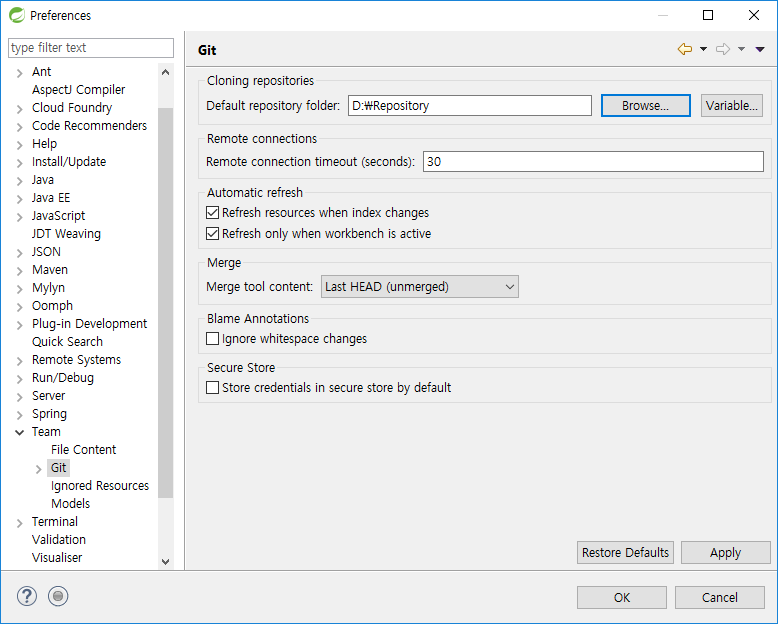 Preferences
type filter text
Ant
AspectJ Compiler
Cloud Foundry
Code Recommenders
Help
Install/Update
Java
Java EE
JavaScript
JDT Weaving
JSON
Maven
Mylyn
Oomph
Plug-in Development
Quick Search
Remote Systems
Run/Debug
Server
Spring
Team
File Content
Git
Ignored Resources
Models
Terminal
Validation
Visualiser
Git
Cloning repositories
Default repository folder: D:₩Repository Browse... Variable...
Remote connections
Remote connection timeout (seconds): 30
Automatic refresh
Refresh resources when index changes
Refresh only when workbench is active
Merge
Merge tool content: Last HEAD (unmerged)
Blame Annotations
Ignore whitespace changes
Secure Store
Store credentials in secure store by default
Restore Defaults Apply
? OK Cancel